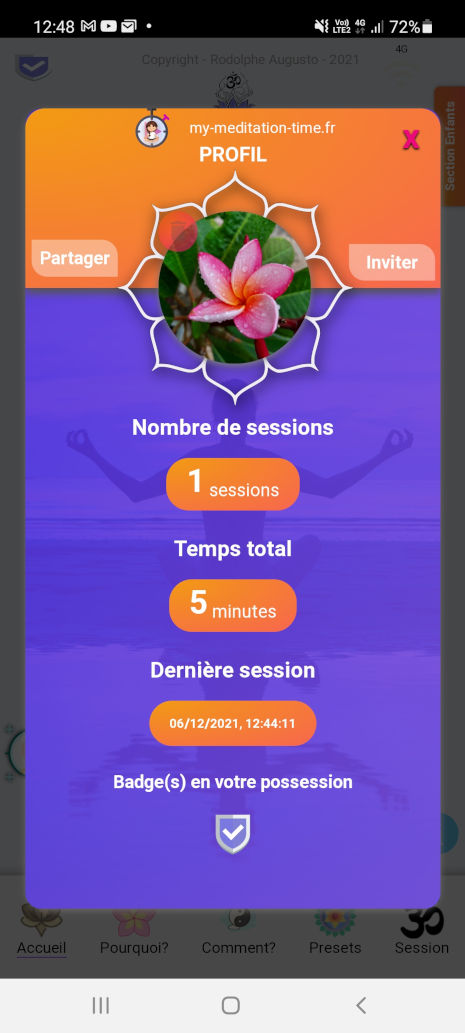 12:48
Vo)) 4G
LTE2
72%
4G
Copyright - Rodolphe Augusto - 2021
my-meditation-time.fr
X
PROFIL
Section Enfants
Partager
Inviter
Nombre de sessions
1 sessions
Temps total
5 minutes
Dernière session
06/12/2021, 12:44:11
Badge(s) en votre possession
Accueil Pourquoi? Comment? Presets Session